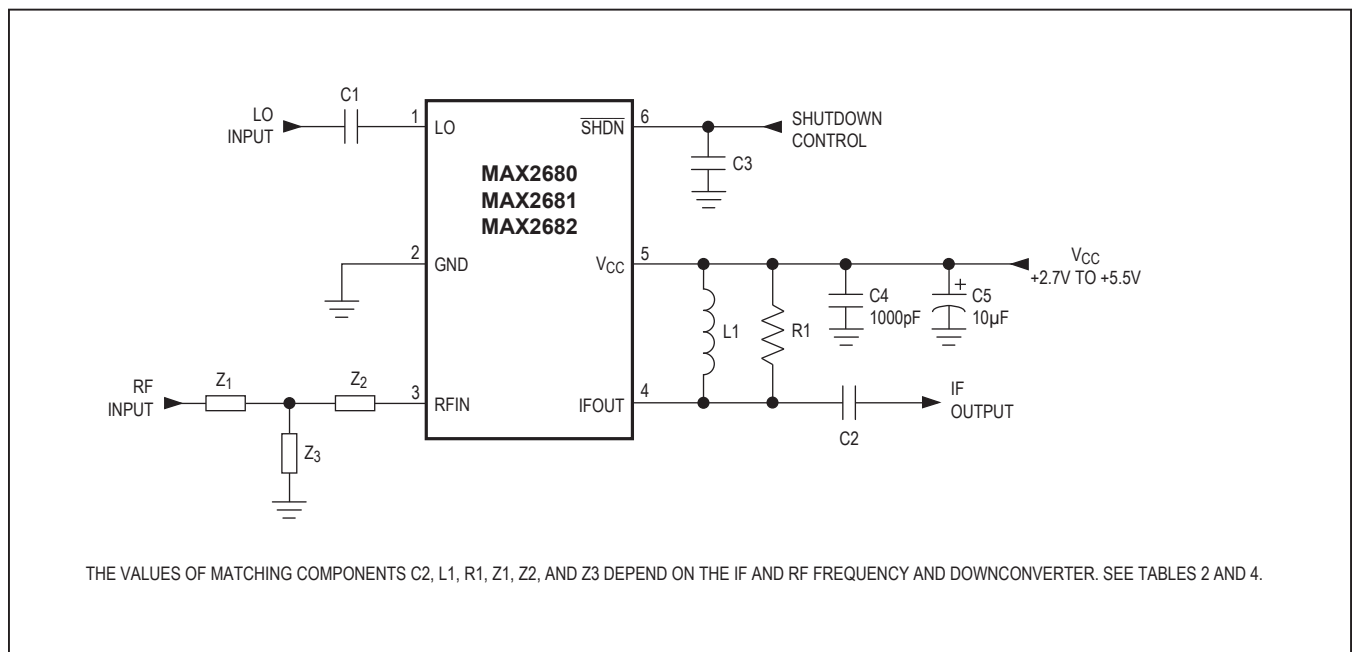 C1
LO
INPUT
1
LO
6
SHDN
SHUTDOWN
CONTROL
C3
MAX2680
MAX2681
MAX2682
2
GND
5
VCC
VCC
+2.7V TO +5.5V
C4
1000pF
+
C5
10µF
L1
R1
RF
INPUT
Z1
Z2
3
RFIN
4
IFOUT
IF
OUTPUT
C2
Z3
THE VALUES OF MATCHING COMPONENTS C2, L1, R1, Z1, Z2, AND Z3 DEPEND ON THE IF AND RF FREQUENCY AND DOWNCONVERTER. SEE TABLES 2 AND 4.